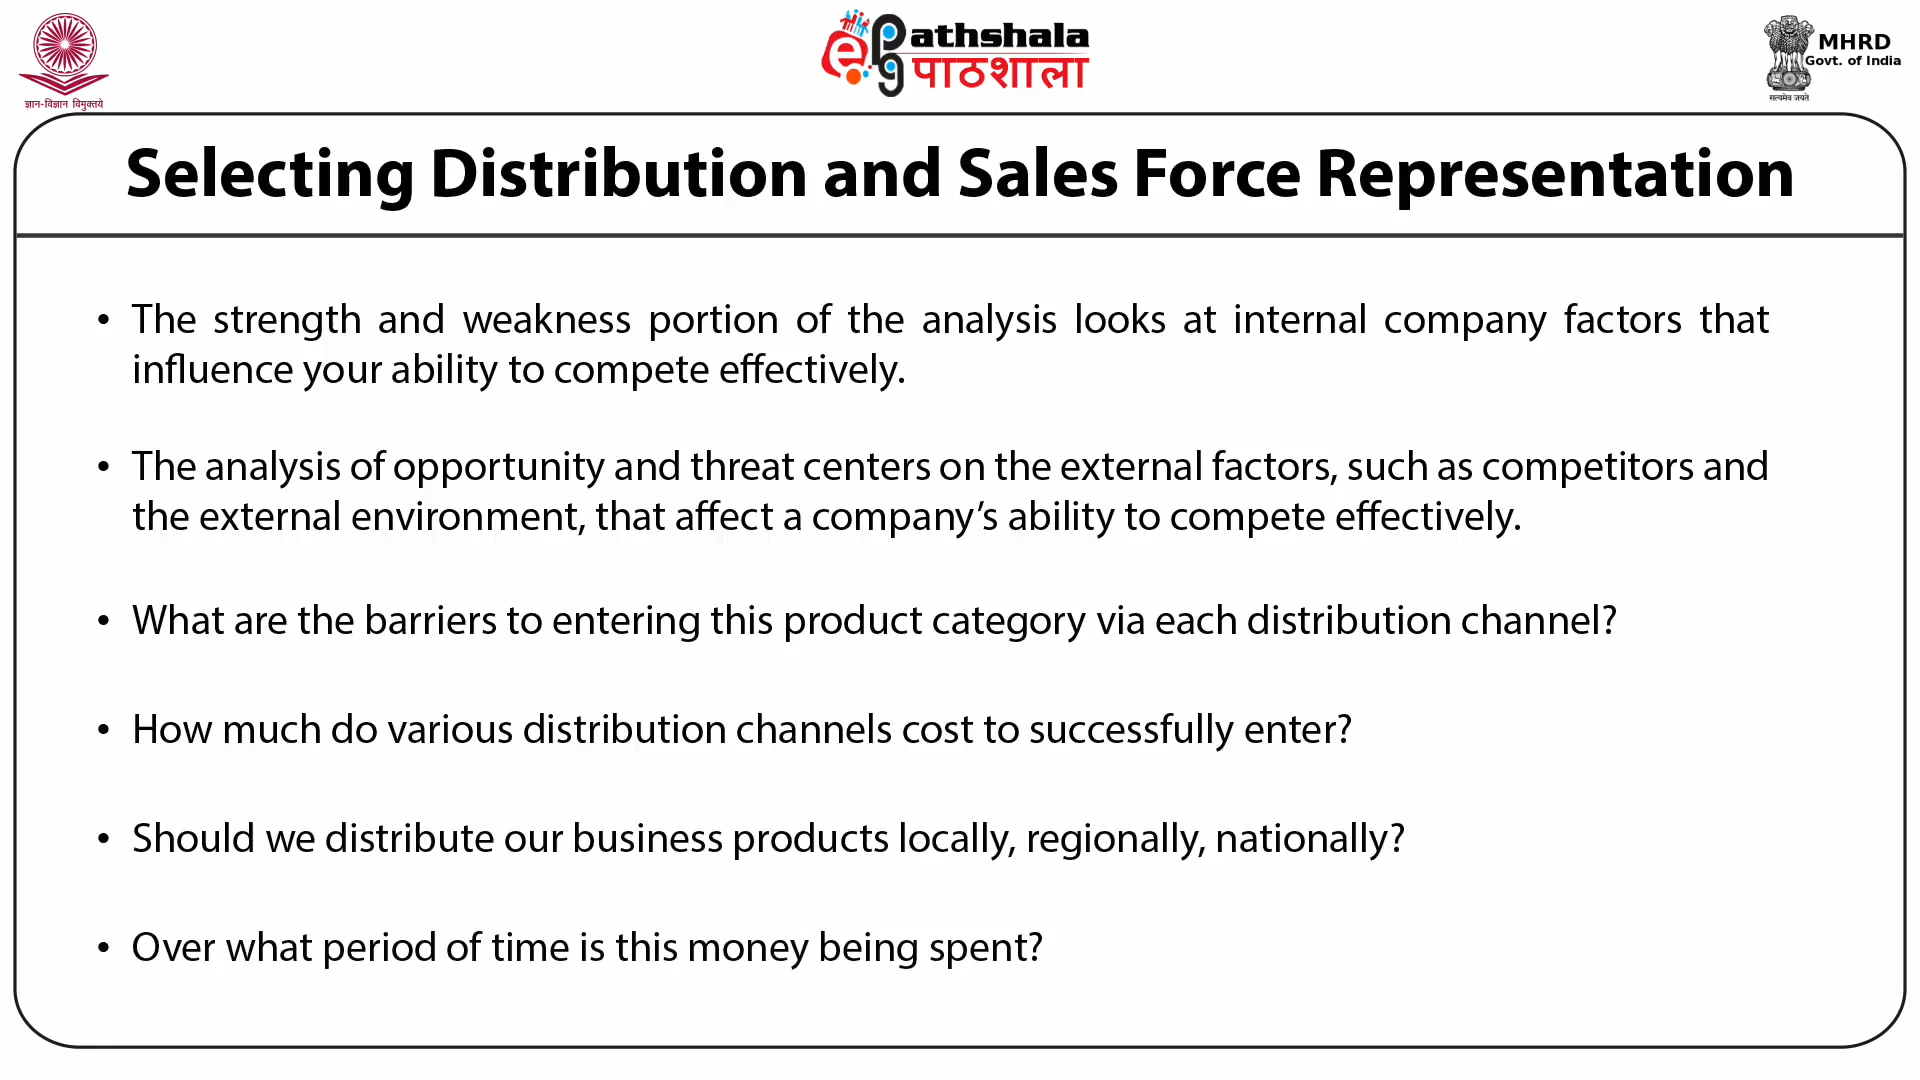 ज्ञान-विज्ञान विमुक्तये
ePathshala
पाठशाला
MHRD
Govt. of India
सत्यमेव जयते
Selecting Distribution and Sales Force Representation
• The strength and weakness portion of the analysis looks at internal company factors that
influence your ability to compete effectively.
• The analysis of opportunity and threat centers on the external factors, such as competitors and
the external environment, that affect a company’s ability to compete effectively.
• What are the barriers to entering this product category via each distribution channel?
• How much do various distribution channels cost to successfully enter?
• Should we distribute our business products locally, regionally, nationally?
• Over what period of time is this money being spent?